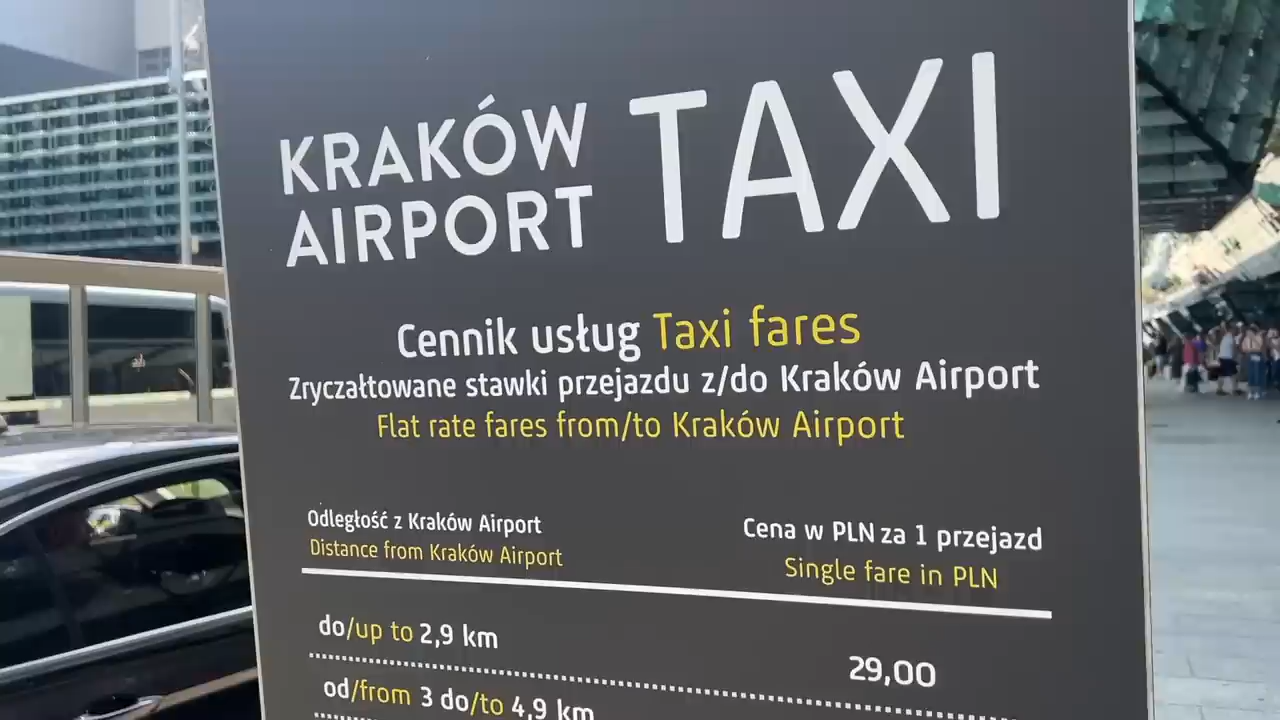 KRAKÓW
AIRPORT TAXI
Cennik usług Taxi fares
Zryczałtowane stawki przejazdu z/do Kraków Airport
Flat rate fares from/to Kraków Airport
Odległość z Kraków Airport
Distance from Kraków Airport
Cena w PLN za 1 przejazd
Single fare in PLN
do/up to 2,9 km 29,00
od/from 3 do/to 4,9 km